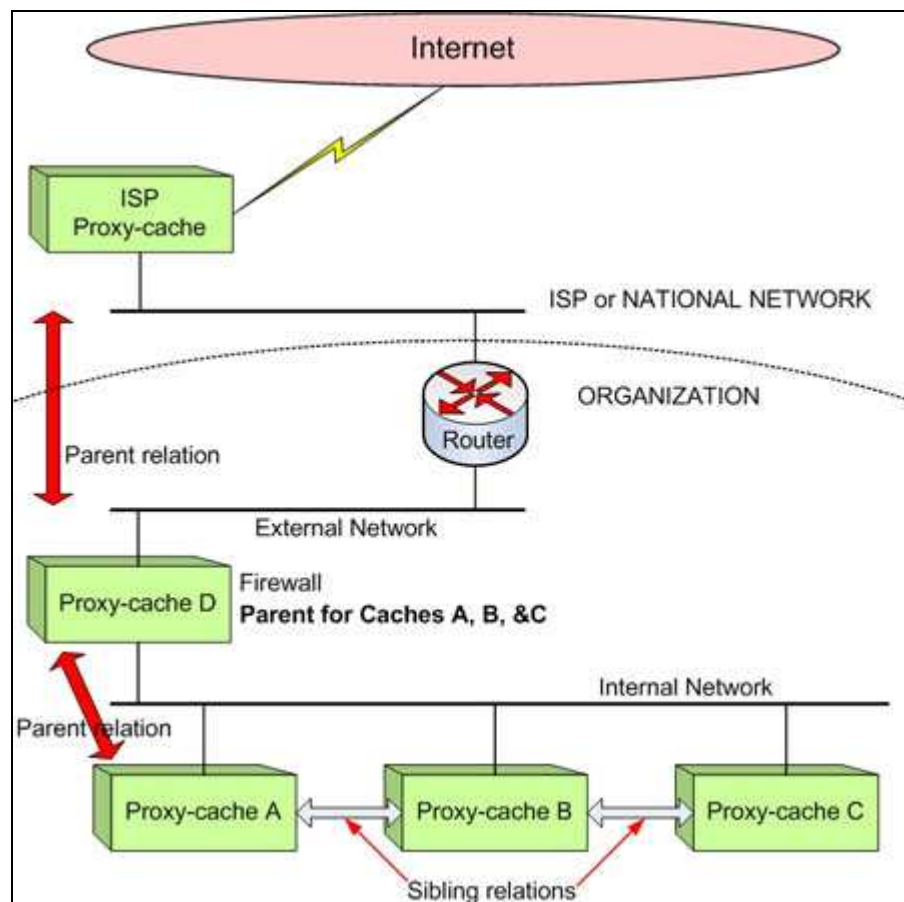 Internet
ISP
Proxy-cache
ISP or NATIONAL NETWORK
ORGANIZATION
Router
Parent relation
External Network
Proxy-cache D
Firewall
Parent for Caches A, B, &C
Internal Network
Parent relation
Proxy-cache A
Proxy-cache B
Proxy-cache C
Sibling relations